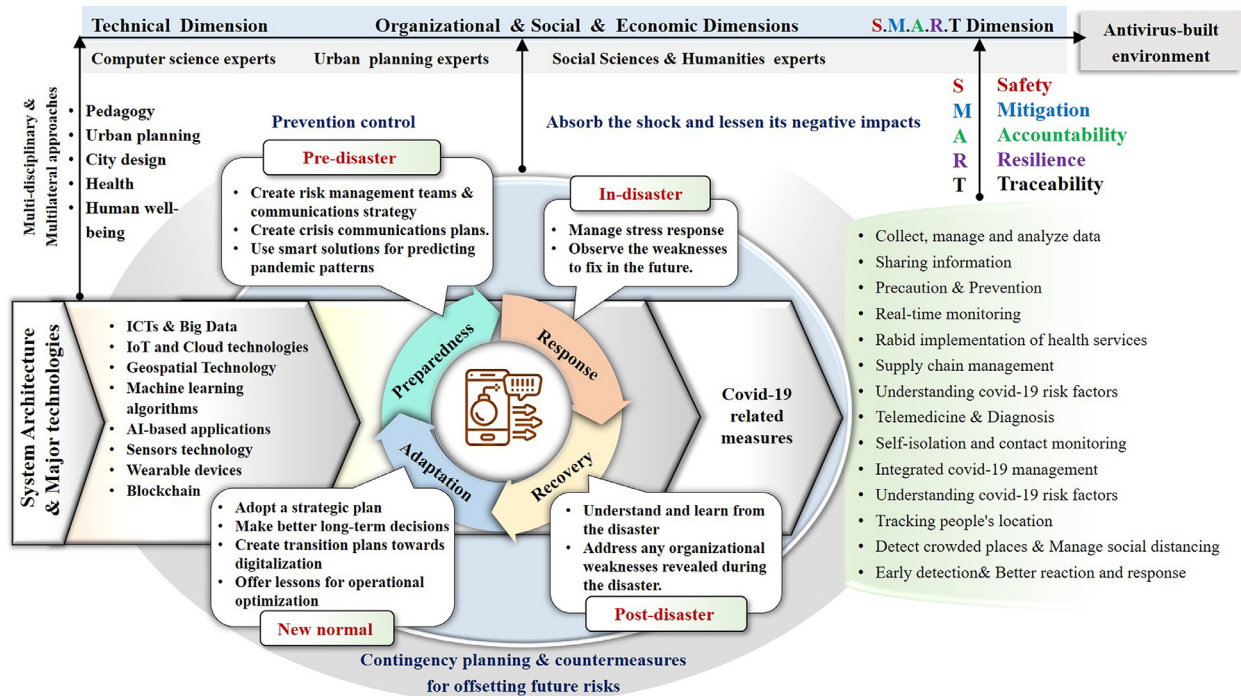 Technical Dimension
Organizational & Social & Economic Dimensions
S.M.A.R.T Dimension
Antivirus-built
environment
Computer science experts
Urban planning experts
Social Sciences & Humanities experts
Multi-disciplinary &
Multilateral approaches
• Pedagogy
• Urban planning
• City design
• Health
• Human well-
being
Prevention control
Absorb the shock and lessen its negative impacts
S Safety
M Mitigation
A Accountability
R Resilience
T Traceability
Pre-disaster
• Create risk management teams &
communications strategy
• Create crisis communications plans.
• Use smart solutions for predicting
pandemic patterns
In-disaster
• Manage stress response
• Observe the weaknesses
to fix in the future.
System Architecture
& Major technologies
• ICTs & Big Data
• IoT and Cloud technologies
• Geospatial Technology
• Machine learning
algorithms
• AI-based applications
• Sensors technology
• Wearable devices
• Blockchain
Preparedness
Response
Recovery
Adaptation
Covid-19
related
measures
• Collect, manage and analyze data
• Sharing information
• Precaution & Prevention
• Real-time monitoring
• Rabid implementation of health services
• Supply chain management
• Understanding covid-19 risk factors
• Telemedicine & Diagnosis
• Self-isolation and contact monitoring
• Integrated covid-19 management
• Understanding covid-19 risk factors
• Tracking people's location
• Detect crowded places & Manage social distancing
• Early detection& Better reaction and response
• Adopt a strategic plan
• Make better long-term decisions
• Create transition plans towards
digitalization
• Offer lessons for operational
optimization
New normal
• Understand and learn from
the disaster
• Address any organizational
weaknesses revealed during
the disaster.
Post-disaster
Contingency planning & countermeasures
for offsetting future risks